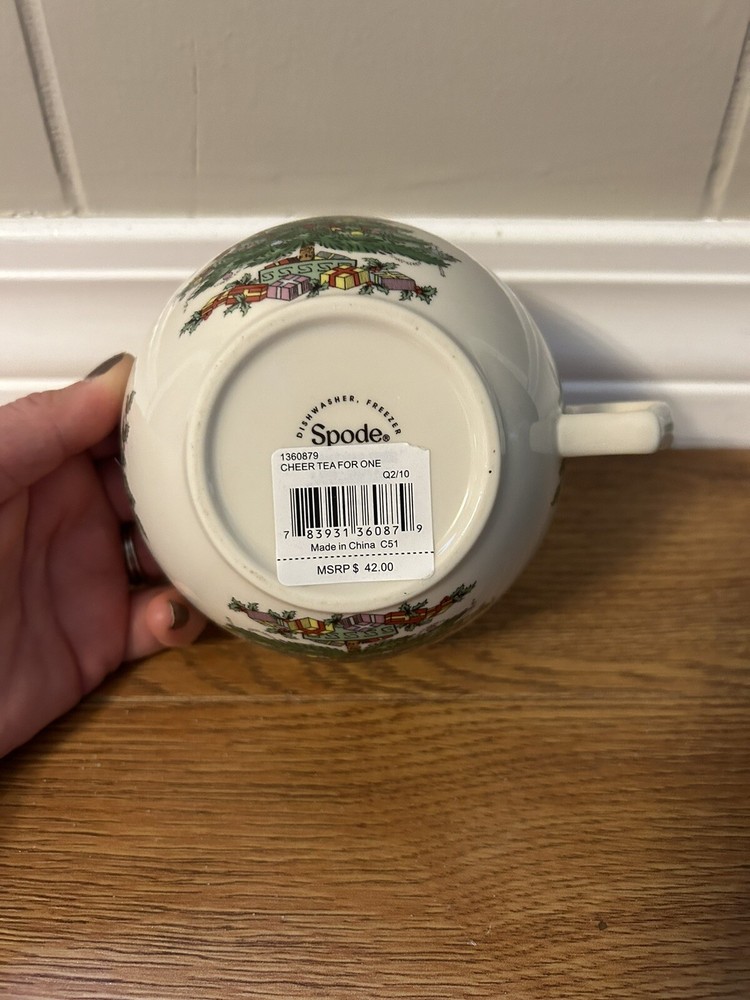 DISHWASHER, FREEZER
Spode®
1360879
CHEER TEA FOR ONE
Q2/10
7 83931 36087 9
Made in China C51
MSRP $ 42.00